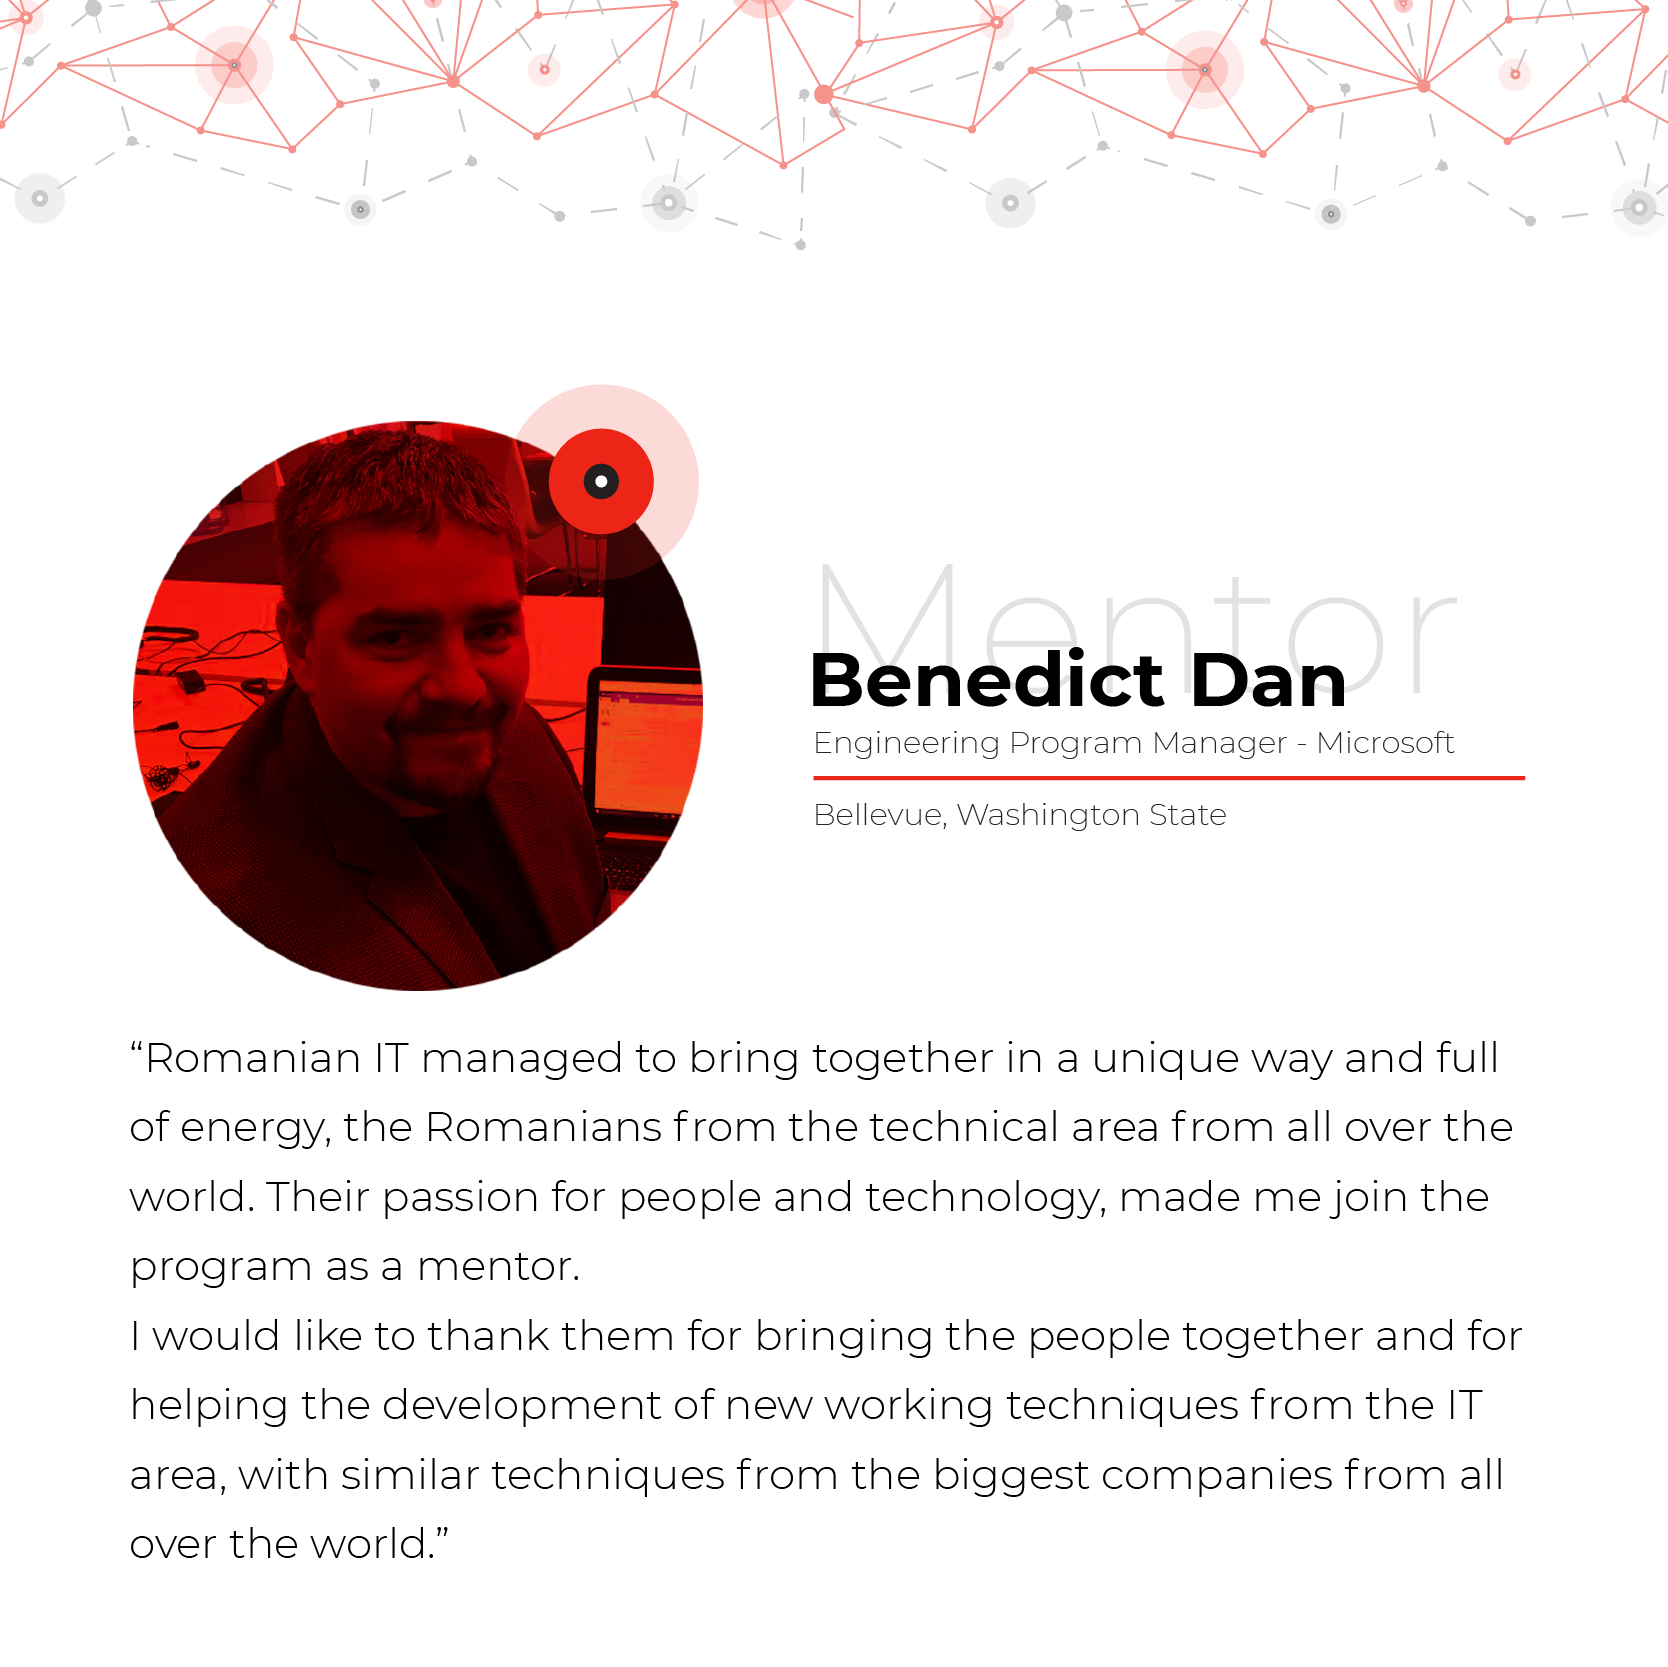 Mentor
Benedict Dan
Engineering Program Manager - Microsoft
Bellevue, Washington State
“Romanian IT managed to bring together in a unique way and full
of energy, the Romanians from the technical area from all over the
world. Their passion for people and technology, made me join the
program as a mentor.
I would like to thank them for bringing the people together and for
helping the development of new working techniques from the IT
area, with similar techniques from the biggest companies from all
over the world.”